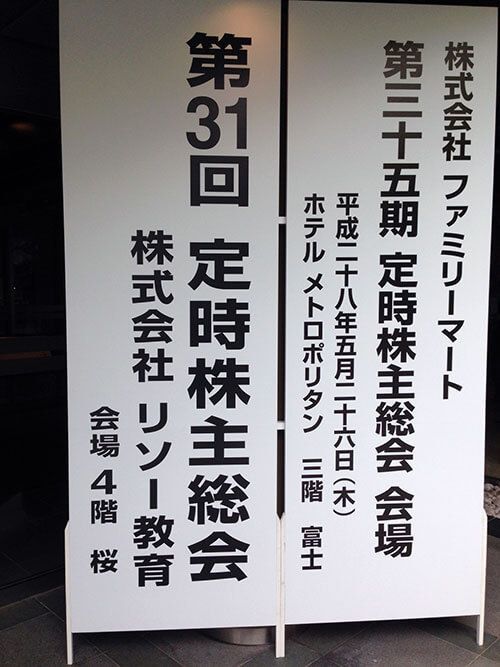 株式会社 ファミリーマート
第三十五期 定時株主総会 会場
平成二十八年五月二十六日(木)
ホテル メトロポリタン 三階 富士
第31回 定時株主総会
株式会社 リソー教育
会場 4階 桜